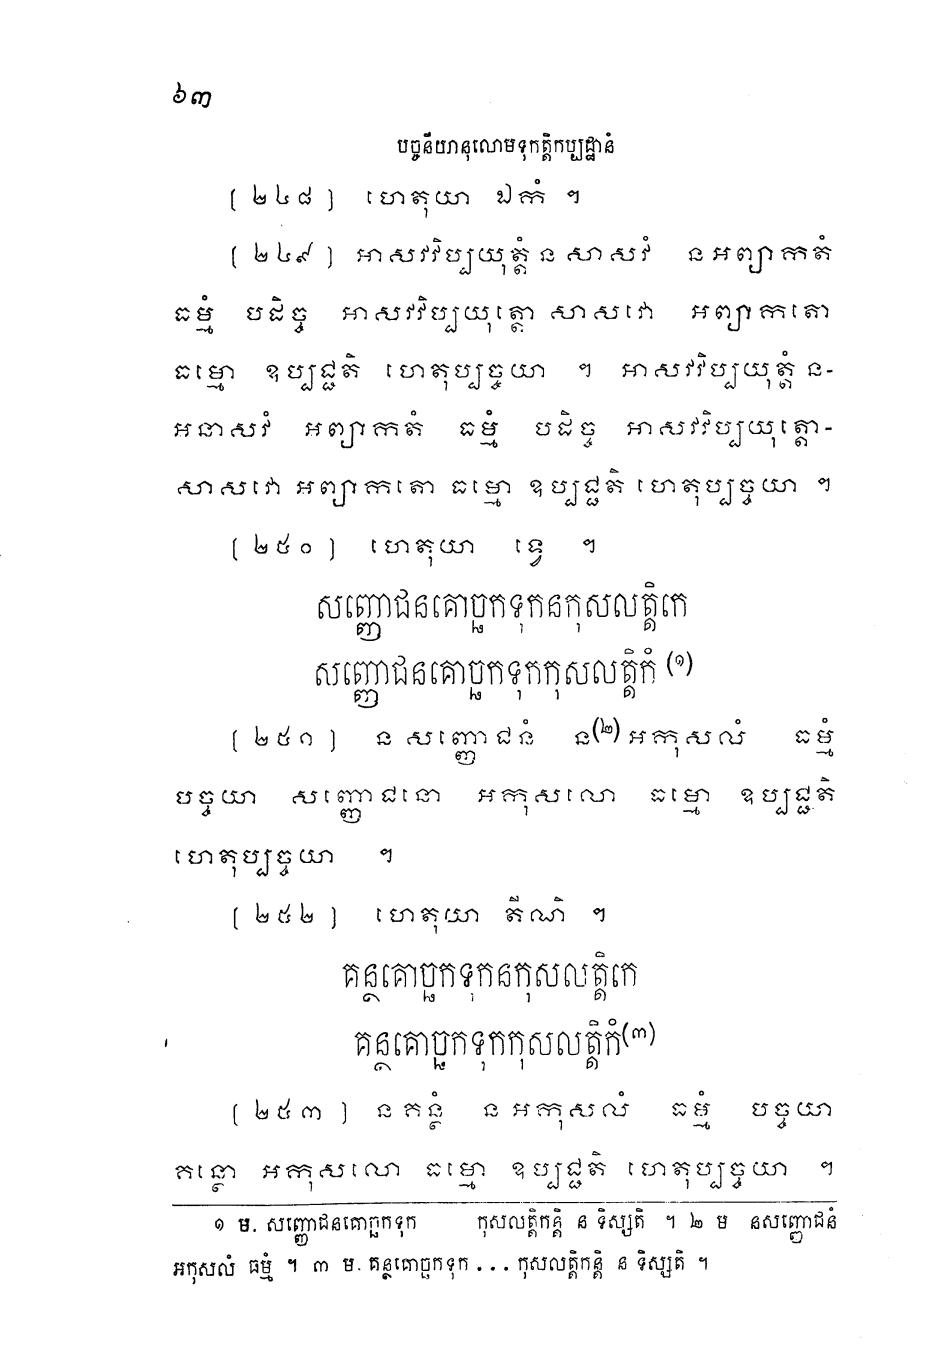 ៦៣
បច្ចនីយានុលោមទុកត្តិកប្បដ្ឋានំ
[ ២៤៨ ] ហេតុយា ឯកំ ។
[ ២៤៩ ] អាសវវិប្បយុត្តំ ន សាសវំ ន អព្យាកតំ
ធម្មំ បដិច្ច អាសវវិប្បយុត្តោ សាសវោ អព្យាកតោ
ធម្មោ ឧប្បជ្ជតិ ហេតុប្បច្ចយា ។ អាសវវិប្បយុត្តំ ន-
អនាសវំ អព្យាកតំ ធម្មំ បដិច្ច អាសវវិប្បយុត្តោ-
សាសវោ អព្យាកតោ ធម្មោ ឧប្បជ្ជតិ ហេតុប្បច្ចយា ។
[ ២៥០ ] ហេតុយា ទ្វេ ។
សញ្ញោជនគោច្ឆកទុកនកុសលត្តិកេ
សញ្ញោជនគោច្ឆកទុកកុសលត្តិកំ (១)
[ ២៥១ ] ន សញ្ញោជនំ ន(២)អកុសលំ ធម្មំ
បច្ចយា សញ្ញោជនោ អកុសលោ ធម្មោ ឧប្បជ្ជតិ
ហេតុប្បច្ចយា ។
[ ២៥២ ] ហេតុយា តីណិ ។
គន្ថគោច្ឆកទុកនកុសលត្តិកេ
គន្ថគោច្ឆកទុកកុសលត្តិកំ(៣)
[ ២៥៣ ] ន គន្ថំ ន អកុសលំ ធម្មំ បច្ចយា
គន្ថោ អកុសលោ ធម្មោ ឧប្បជ្ជតិ ហេតុប្បច្ចយា ។
១ ម. សញ្ញោជនគោច្ឆកទុក កុសលត្តិកន្តិ ន ទិស្សតិ ។ ២ ម នសញ្ញោជនំ
អកុសលំ ធម្មំ ។ ៣ ម. គន្ថគោច្ឆកទុក . . . កុសលត្តិកន្តិ ន ទិស្សតិ ។